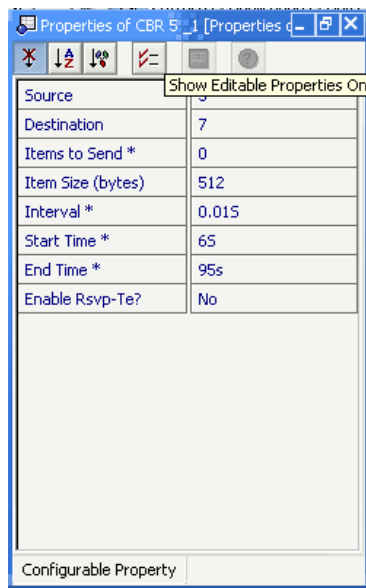 Properties of CBR 5 _1 [Properties
Show Editable Properties On
Source
Destination 7
Items to Send * 0
Item Size (bytes) 512
Interval * 0.01S
Start Time * 6S
End Time * 95s
Enable Rsvp-Te? No
Configurable Property